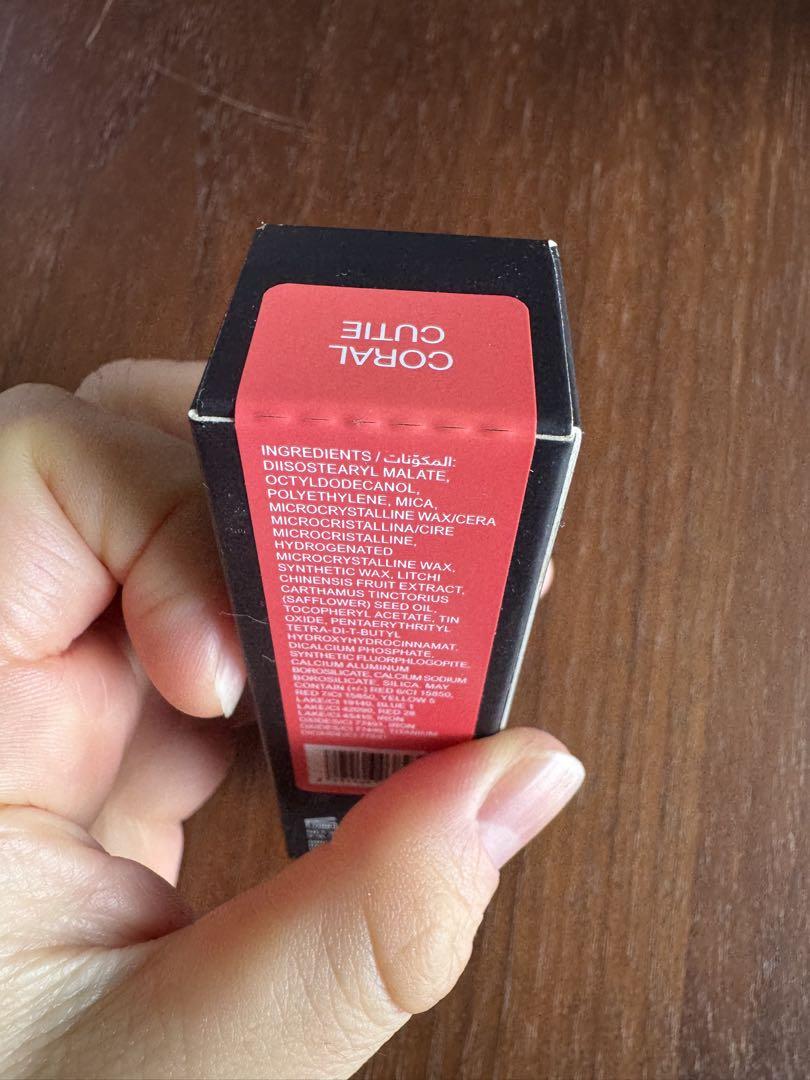 CORAL
CUTIE
INGREDIENTS / المكوّنات:
DIISOSTEARYL MALATE,
OCTYLDODECANOL,
POLYETHYLENE, MICA,
MICROCRYSTALLINE WAX/CERA
MICROCRISTALLINA/CIRE
MICROCRISTALLINE,
HYDROGENATED
MICROCRYSTALLINE WAX,
SYNTHETIC WAX, LITCHI
CHINENSIS FRUIT EXTRACT,
CARTHAMUS TINCTORIUS
(SAFFLOWER) SEED OIL,
TOCOPHERYL ACETATE, TIN
OXIDE, PENTAERYTHRITYL
TETRA-DI-T-BUTYL
HYDROXYHYDROCINNAMAT.
DICALCIUM PHOSPHATE,
SYNTHETIC FLUORPHLOGOPITE,
CALCIUM ALUMINUM
BOROSILICATE, CALCIUM SODIUM
BOROSILICATE, SILICA. MAY
CONTAIN (+/-) RED 6/CI 15850,
RED 7/CI 15850, YELLOW 5
LAKE/CI 19140, BLUE 1
LAKE/CI 42090, RED 28
LAKE/CI 45410, IRON
OXIDES/CI 77491, IRON
OXIDES/CI 77499, TITANIUM